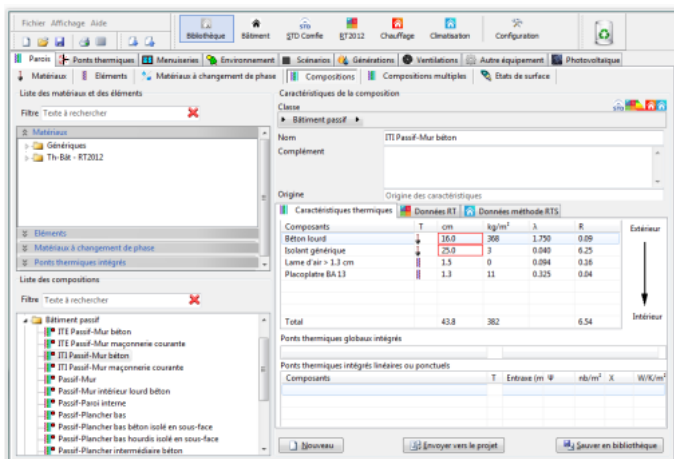 Fichier Affichage Aide
Bibliothèque Bâtiment STD Comfie RT2012 Chauffage Climatisation Configuration
Parois Ponts thermiques Menuiseries Environnement Scénarios Générations Ventilations Autre équipement Photovoltaïque
Matériaux Eléments Matériaux à changement de phase Compositions Compositions multiples Etats de surface
Liste des matériaux et des éléments
Filtre Texte à rechercher
Matériaux
Génériques
Th-Bât - RT2012
Eléments
Matériaux à changement de phase
Ponts thermiques intégrés
Liste des compositions
Filtre Texte à rechercher
Bâtiment passif
ITE Passif-Mur béton
ITE Passif-Mur maçonnerie courante
ITI Passif-Mur béton
ITI Passif-Mur maçonnerie courante
Passif-Mur
Passif-Mur intérieur lourd béton
Passif-Paroi interne
Passif-Plancher bas
Passif-Plancher bas béton isolé en sous-face
Passif-Plancher bas hourdis isolé en sous-face
Passif-Plancher intermédiaire béton
Caractéristiques de la composition
Classe
STD
Bâtiment passif
Nom ITI Passif-Mur béton
Complément
Origine Origine des caractéristiques
Caractéristiques thermiques Données RT Données méthode RTS
Composants T cm kg/m² λ R
Béton lourd 16.0 368 1.750 0.09
Isolant générique 25.0 3 0.040 6.25
Lame d'air > 1.3 cm 1.5 0 0.094 0.16
Placoplatre BA 13 1.3 11 0.325 0.04
Total 43.8 382 6.54
Extérieur
Intérieur
Ponts thermiques globaux intégrés
Ponts thermiques intégrés linéaires ou ponctuels
Composants T Entraxe (m Ψ nb/m² X W/K/m²
Nouveau Envoyer vers le projet Sauver en bibliothèque